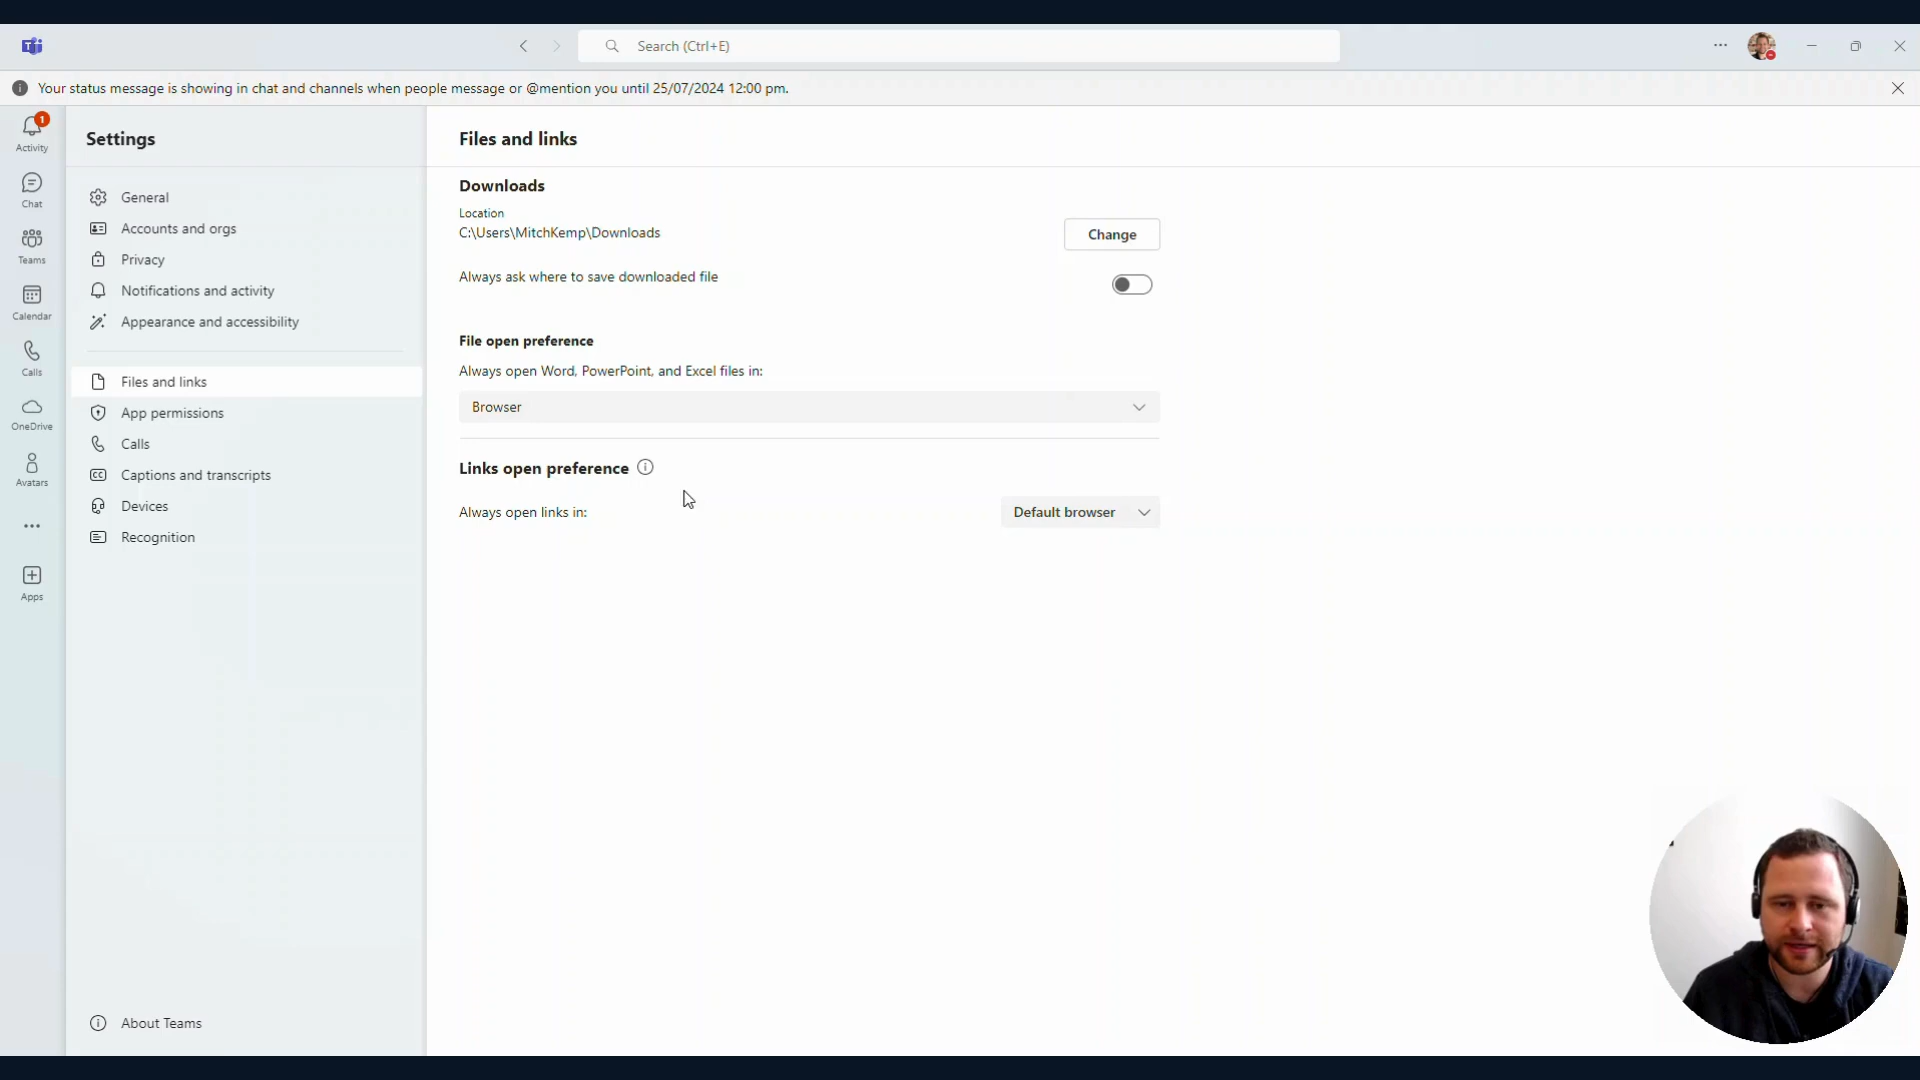 Search (Ctrl+E)
Your status message is showing in chat and channels when people message or @mention you until 25/07/2024 12:00 pm.
1
Activity
Chat
Teams
Calendar
Calls
OneDrive
Avatars
Apps
Settings
General
Accounts and orgs
Privacy
Notifications and activity
Appearance and accessibility
Files and links
App permissions
Calls
CC
Captions and transcripts
Devices
Recognition
About Teams
Files and links
Downloads
Location
C:\Users\MitchKemp\Downloads
Change
Always ask where to save downloaded file
File open preference
Always open Word, PowerPoint, and Excel files in:
Browser
Links open preference
Always open links in:
Default browser